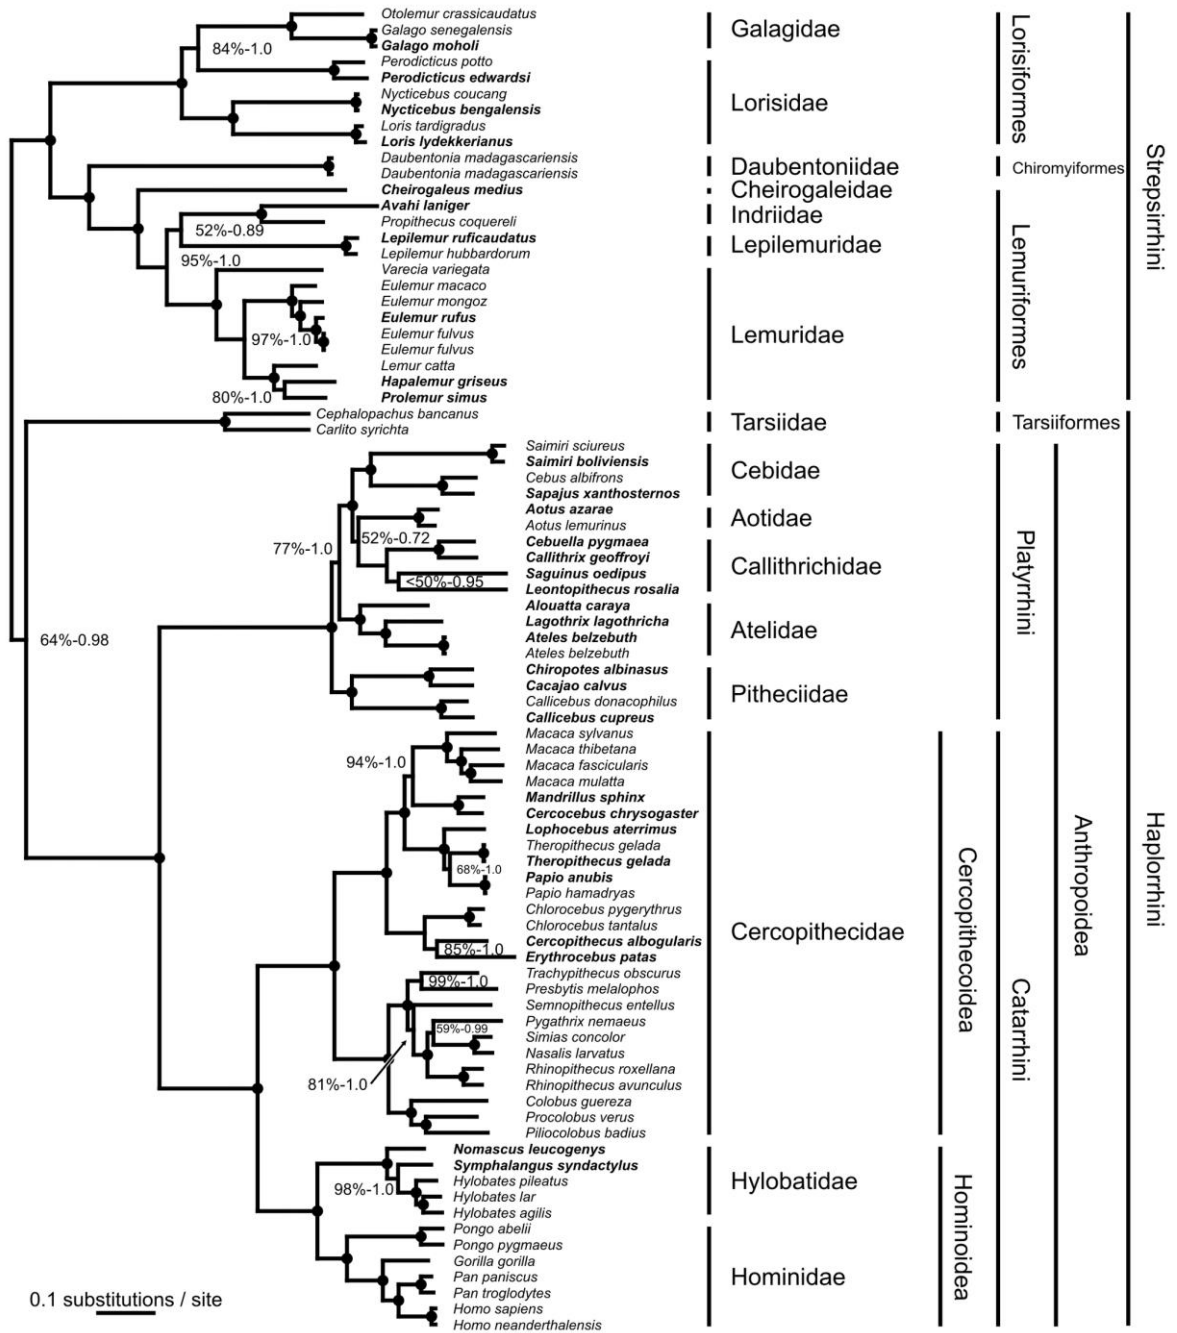 Otolemur crassicaudatus
Galago senegalensis
84%-1.0
Galago moholi
Galagidae
Perodicticus potto
Perodicticus edwardsi
Lorisiformes
Nycticebus coucang
Nycticebus bengalensis
Lorisidae
Loris tardigradus
Loris lydekkerianus
Daubentonia madagascariensis
Daubentonia madagascariensis
Daubentoniidae
Chiromyiformes
Cheirogaleus medius
Cheirogaleidae
Strepsirrhini
Avahi laniger
Indriidae
Propithecus coquereli
52%-0.89
Lepilemur ruficaudatus
Lepilemuridae
Lepilemur hubbardorum
95%-1.0
Varecia variegata
Eulemur macaco
Lemuriformes
Eulemur mongoz
Eulemur rufus
Eulemur fulvus
97%-1.0
Lemuridae
Eulemur fulvus
Lemur catta
Hapalemur griseus
80%-1.0
Prolemur simus
Cephalopachus bancanus
Tarsiidae
Tarsiiformes
Carlito syrichta
Saimiri sciureus
Saimiri boliviensis
Cebidae
Cebus albifrons
Sapajus xanthosternos
Aotus azarae
Aotidae
Aotus lemurinus
52%-0.72
Cebuella pygmaea
77%-1.0
Callithrix geoffroyi
Callithrichidae
Saguinus oedipus
<50%-0.95
Leontopithecus rosalia
Platyrrhini
Alouatta caraya
Lagothrix lagothricha
Atelidae
Ateles belzebuth
64%-0.98
Ateles belzebuth
Chiropotes albinasus
Cacajao calvus
Pitheciidae
Callicebus donacophilus
Callicebus cupreus
Macaca sylvanus
Macaca thibetana
94%-1.0
Macaca fascicularis
Macaca mulatta
Mandrillus sphinx
Cercocebus chrysogaster
Lophocebus aterrimus
Theropithecus gelada
Haplorrhini
Theropithecus gelada
68%-1.0
Papio anubis
Papio hamadryas
Anthropoidea
Chlorocebus pygerythrus
Chlorocebus tantalus
Cercopithecidae
Cercopithecus albogularis
85%-1.0
Erythrocebus patas
Cercopithecoidea
Trachypithecus obscurus
99%-1.0
Presbytis melalophos
Semnopithecus entellus
Pygathrix nemaeus
59%-0.99
Catarrhini
Simias concolor
Nasalis larvatus
Rhinopithecus roxellana
81%-1.0
Rhinopithecus avunculus
Colobus guereza
Procolobus verus
Piliocolobus badius
Nomascus leucogenys
Symphalangus syndactylus
Hylobates pileatus
98%-1.0
Hylobatidae
Hylobates lar
Hylobates agilis
Pongo abelii
Hominoidea
Pongo pygmaeus
Gorilla gorilla
Pan paniscus
Hominidae
Pan troglodytes
0.1 substitutions / site
Homo sapiens
Homo neanderthalensis